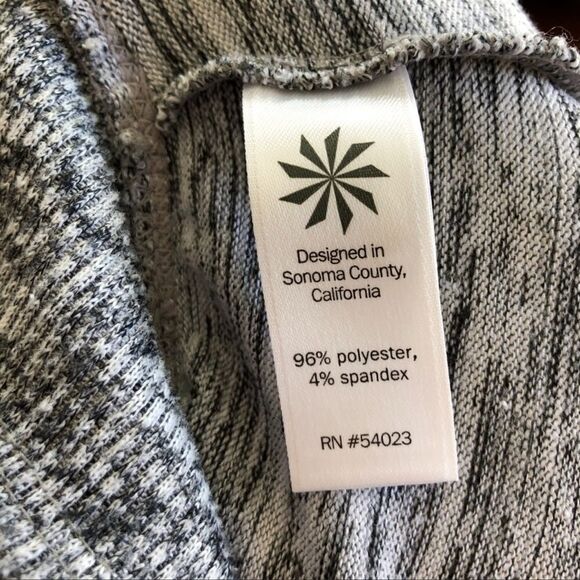 Designed in
Sonoma County,
California
96% polyester,
4% spandex
RN #54023